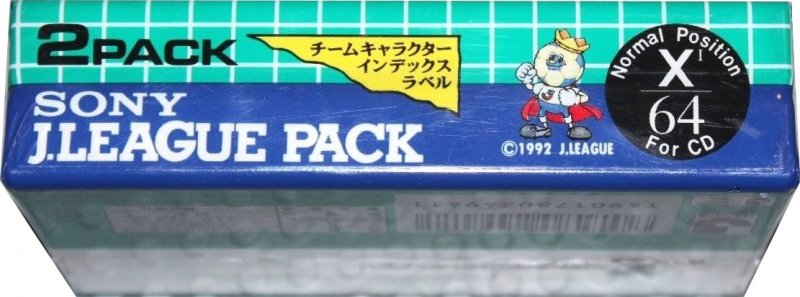 2PACK
チームキャラクター
インデックス
ラベル
SONY
J.LEAGUE PACK
J
©1992 J.LEAGUE
Normal Position
XI
64
For CD